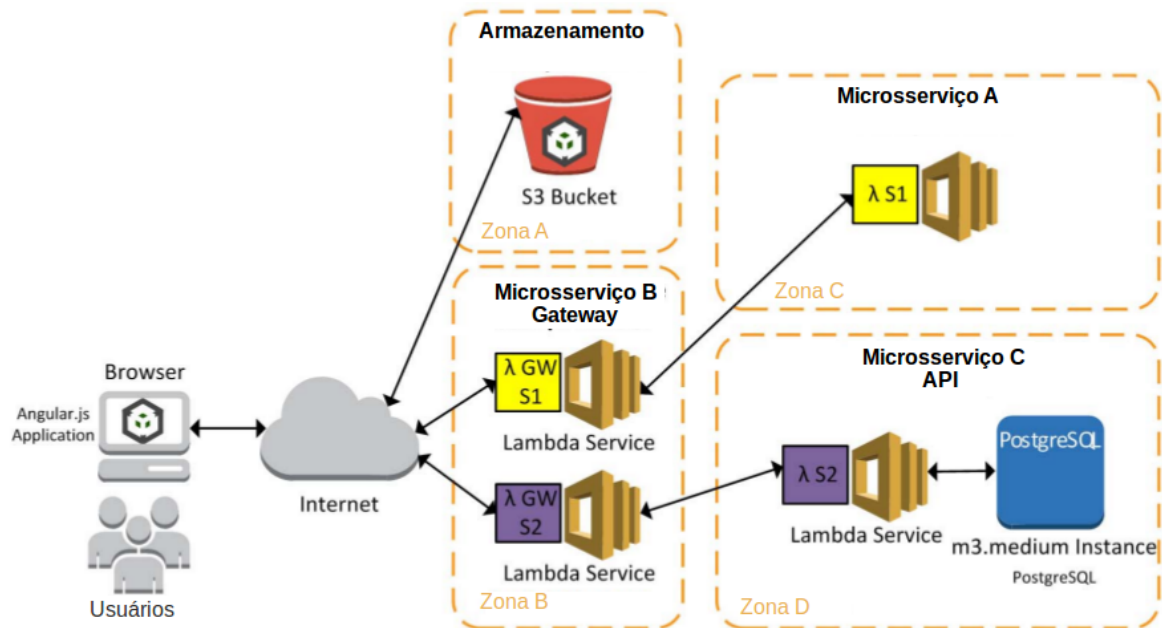 Armazenamento
S3 Bucket
Zona A
Microsserviço A
λ S1
Zona C
Microsserviço B
Gateway
λ GW
S1
Lambda Service
λ GW
S2
Lambda Service
Zona B
Microsserviço C
API
λ S2
Lambda Service
PostgreSQL
m3.medium Instance
PostgreSQL
Zona D
Browser
Angular.js
Application
Internet
Usuários